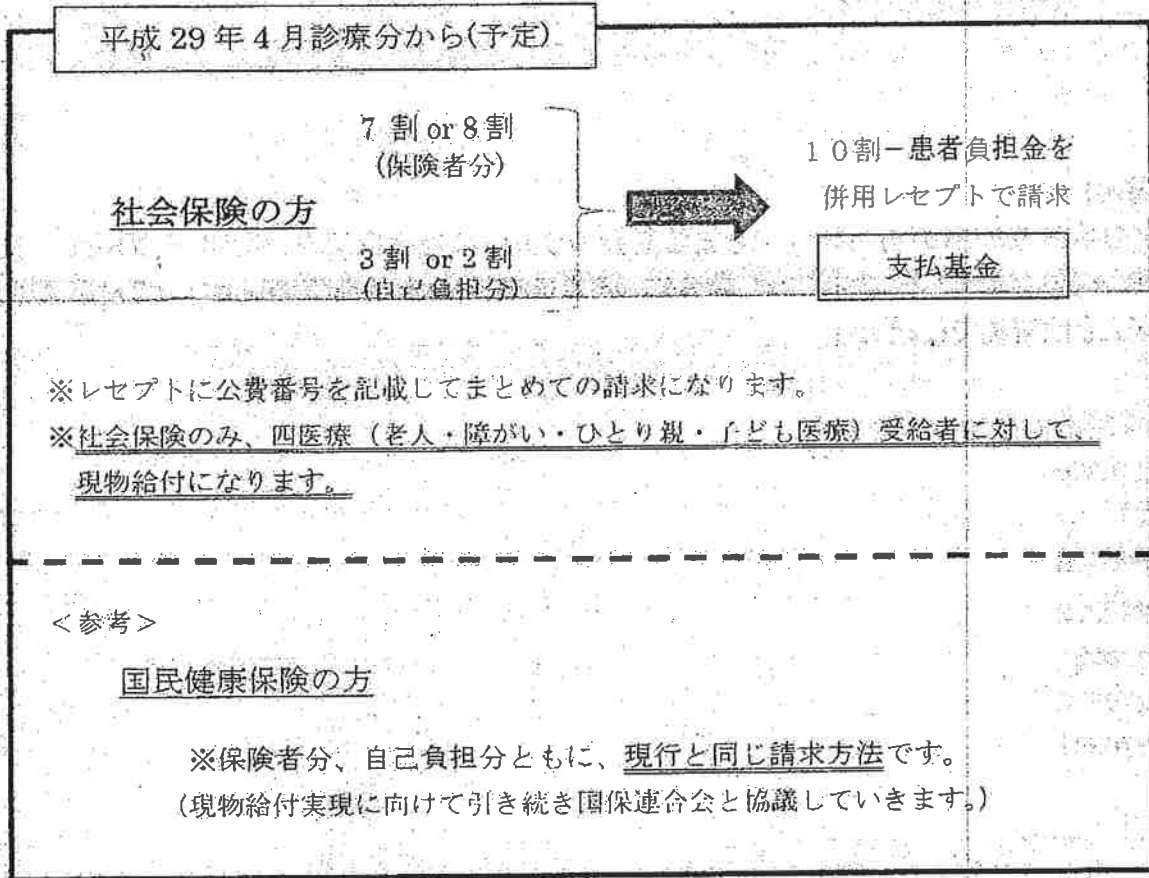 平成29年4月診療分から(予定)
7割or8割
(保険者分)
社会保険の方
3割or2割
(自己負担分)
10割－患者負担金を
併用レセプトで請求
支払基金
※レセプトに公費番号を記載してまとめての請求になります。
※社会保険のみ、四医療（老人・障がい・ひとり親・子ども医療）受給者に対して、
現物給付になります。
＜参考＞
国民健康保険の方
※保険者分、自己負担分ともに、現行と同じ請求方法です。
(現物給付実現に向けて引き続き国保連合会と協議していきます。)